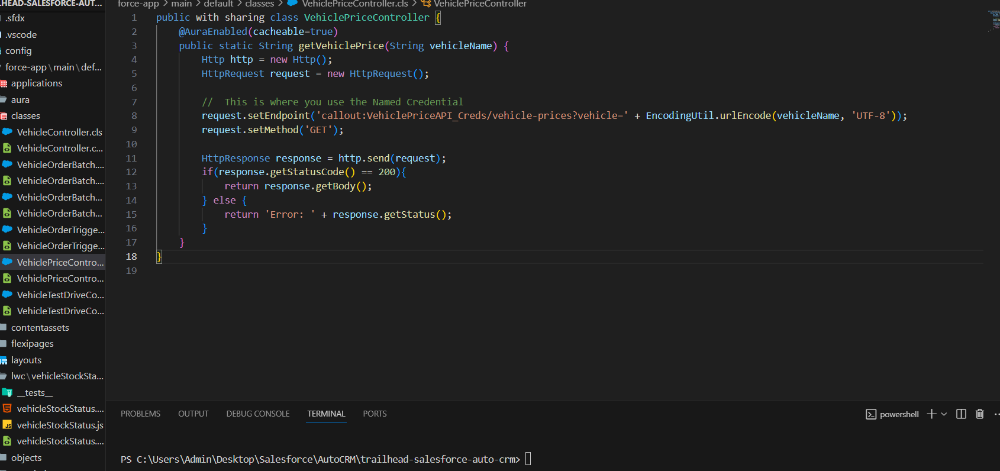 LHEAD-SALESFORCE-AUT...
.sfdx
.vscode
config
force-app\main\def...
applications
aura
classes
VehicleController.cls
VehicleController.c...
VehicleOrderBatch....
VehicleOrderBatch....
VehicleOrderBatch...
VehicleOrderBatch...
VehicleOrderTrigge...
VehicleOrderTrigge...
VehiclePriceContro...
VehiclePriceContro...
VehicleTestDriveCo...
VehicleTestDriveCo...
contentassets
flexipages
layouts
lwc\vehicleStockSta...
__tests__
vehicleStockStatus....
JS vehicleStockStatus.js
vehicleStockStatus....
objects
force-app > main > default > classes > VehiclePriceController.cls > VehiclePriceController
1 public with sharing class VehiclePriceController {
2 @AuraEnabled(cacheable=true)
3 public static String getVehiclePrice(String vehicleName) {
4 Http http = new Http();
5 HttpRequest request = new HttpRequest();
6
7 //  This is where you use the Named Credential
8 request.setEndpoint('callout:VehiclePriceAPI_Creds/vehicle-prices?vehicle=' + EncodingUtil.urlEncode(vehicleName, 'UTF-8'));
9 request.setMethod('GET');
10
11 HttpResponse response = http.send(request);
12 if(response.getStatusCode() == 200){
13 return response.getBody();
14 } else {
15 return 'Error: ' + response.getStatus();
16 }
17 }
18 }
19
PROBLEMS OUTPUT DEBUG CONSOLE TERMINAL PORTS powershell
PS C:\Users\Admin\Desktop\Salesforce\AutoCRM\trailhead-salesforce-auto-crm>